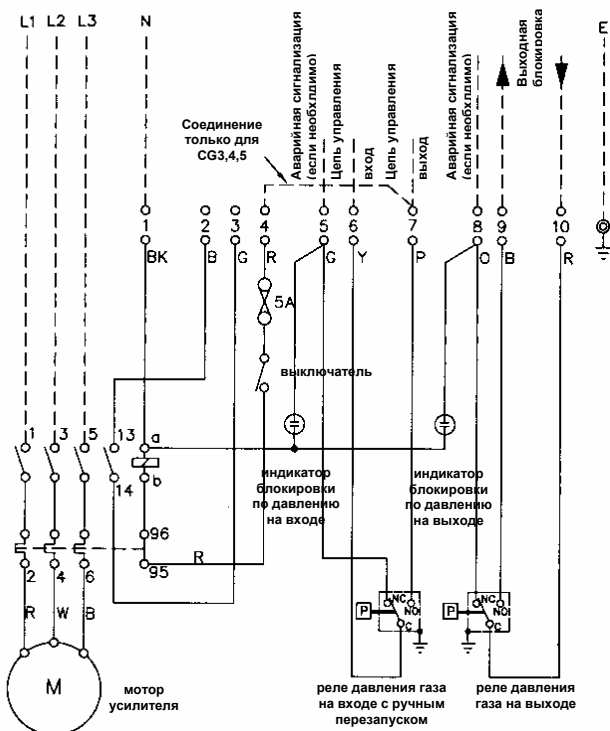 L1 L2 L3 N
E
Аварийная сигнализация
(если необхпдимо)
Цепь управления
вход
Цепь управления
выход
Аварийная сигнализация
(если необхпдимо)
Выходная
блокировка
Соединение
только для
CG3,4,5
1 2 3 4 5 6 7 8 9 10
BK B G R G Y P O B R
5A
выключатель
1 3 5 13 a
14 b
индикатор
блокировки
по давлению
на входе
индикатор
блокировки
по давлению
на выходе
96
95
R
2 4 6
R W B
NC
NO
P
C
NC
NO
P
C
M
мотор
усилителя
реле давления газа
на входе с ручным
перезапуском
реле давления
газа на выходе